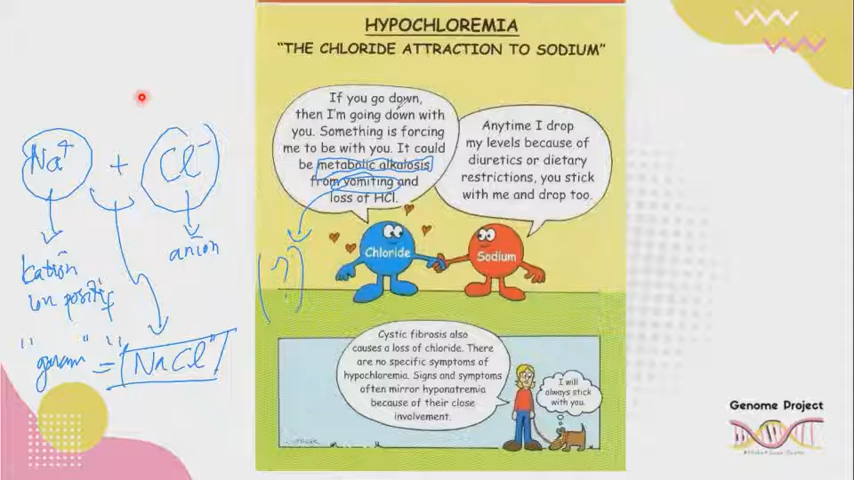 HYPOCHLOREMIA
"THE CHLORIDE ATTRACTION TO SODIUM"
If you go down,
then I'm going down with
you. Something is forcing
me to be with you. It could
be metabolic alkalosis
from vomiting and
loss of HCl.
Anytime I drop
my levels because of
diuretics or dietary
restrictions, you stick
with me and drop too.
Chloride
Sodium
Na+ + Cl-
kation
ion positif
anion
"garam" = "NaCl"
(?)
Cystic fibrosis also
causes a loss of chloride. There
are no specific symptoms of
hypochloremia. Signs and symptoms
often mirror hyponatremia
because of their close
involvement.
I will
always stick
with you.
Genome Project